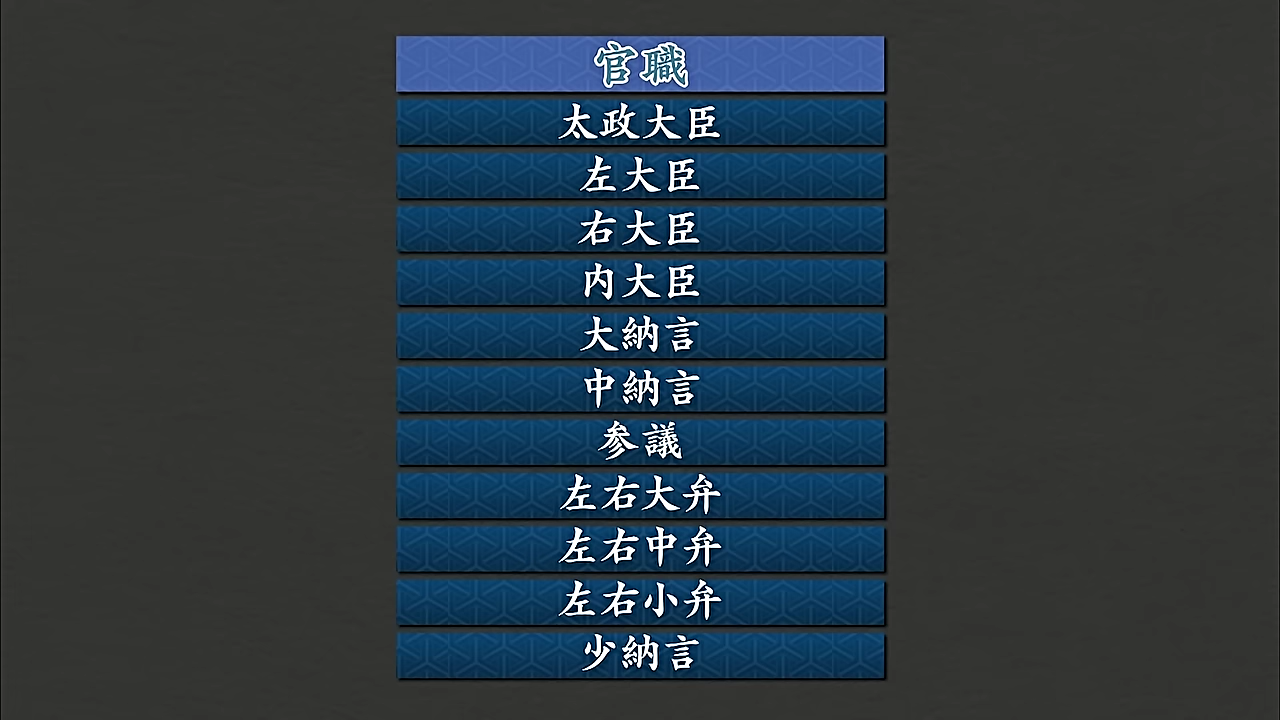 官職
太政大臣
左大臣
右大臣
内大臣
大納言
中納言
参議
左右大弁
左右中弁
左右小弁
少納言